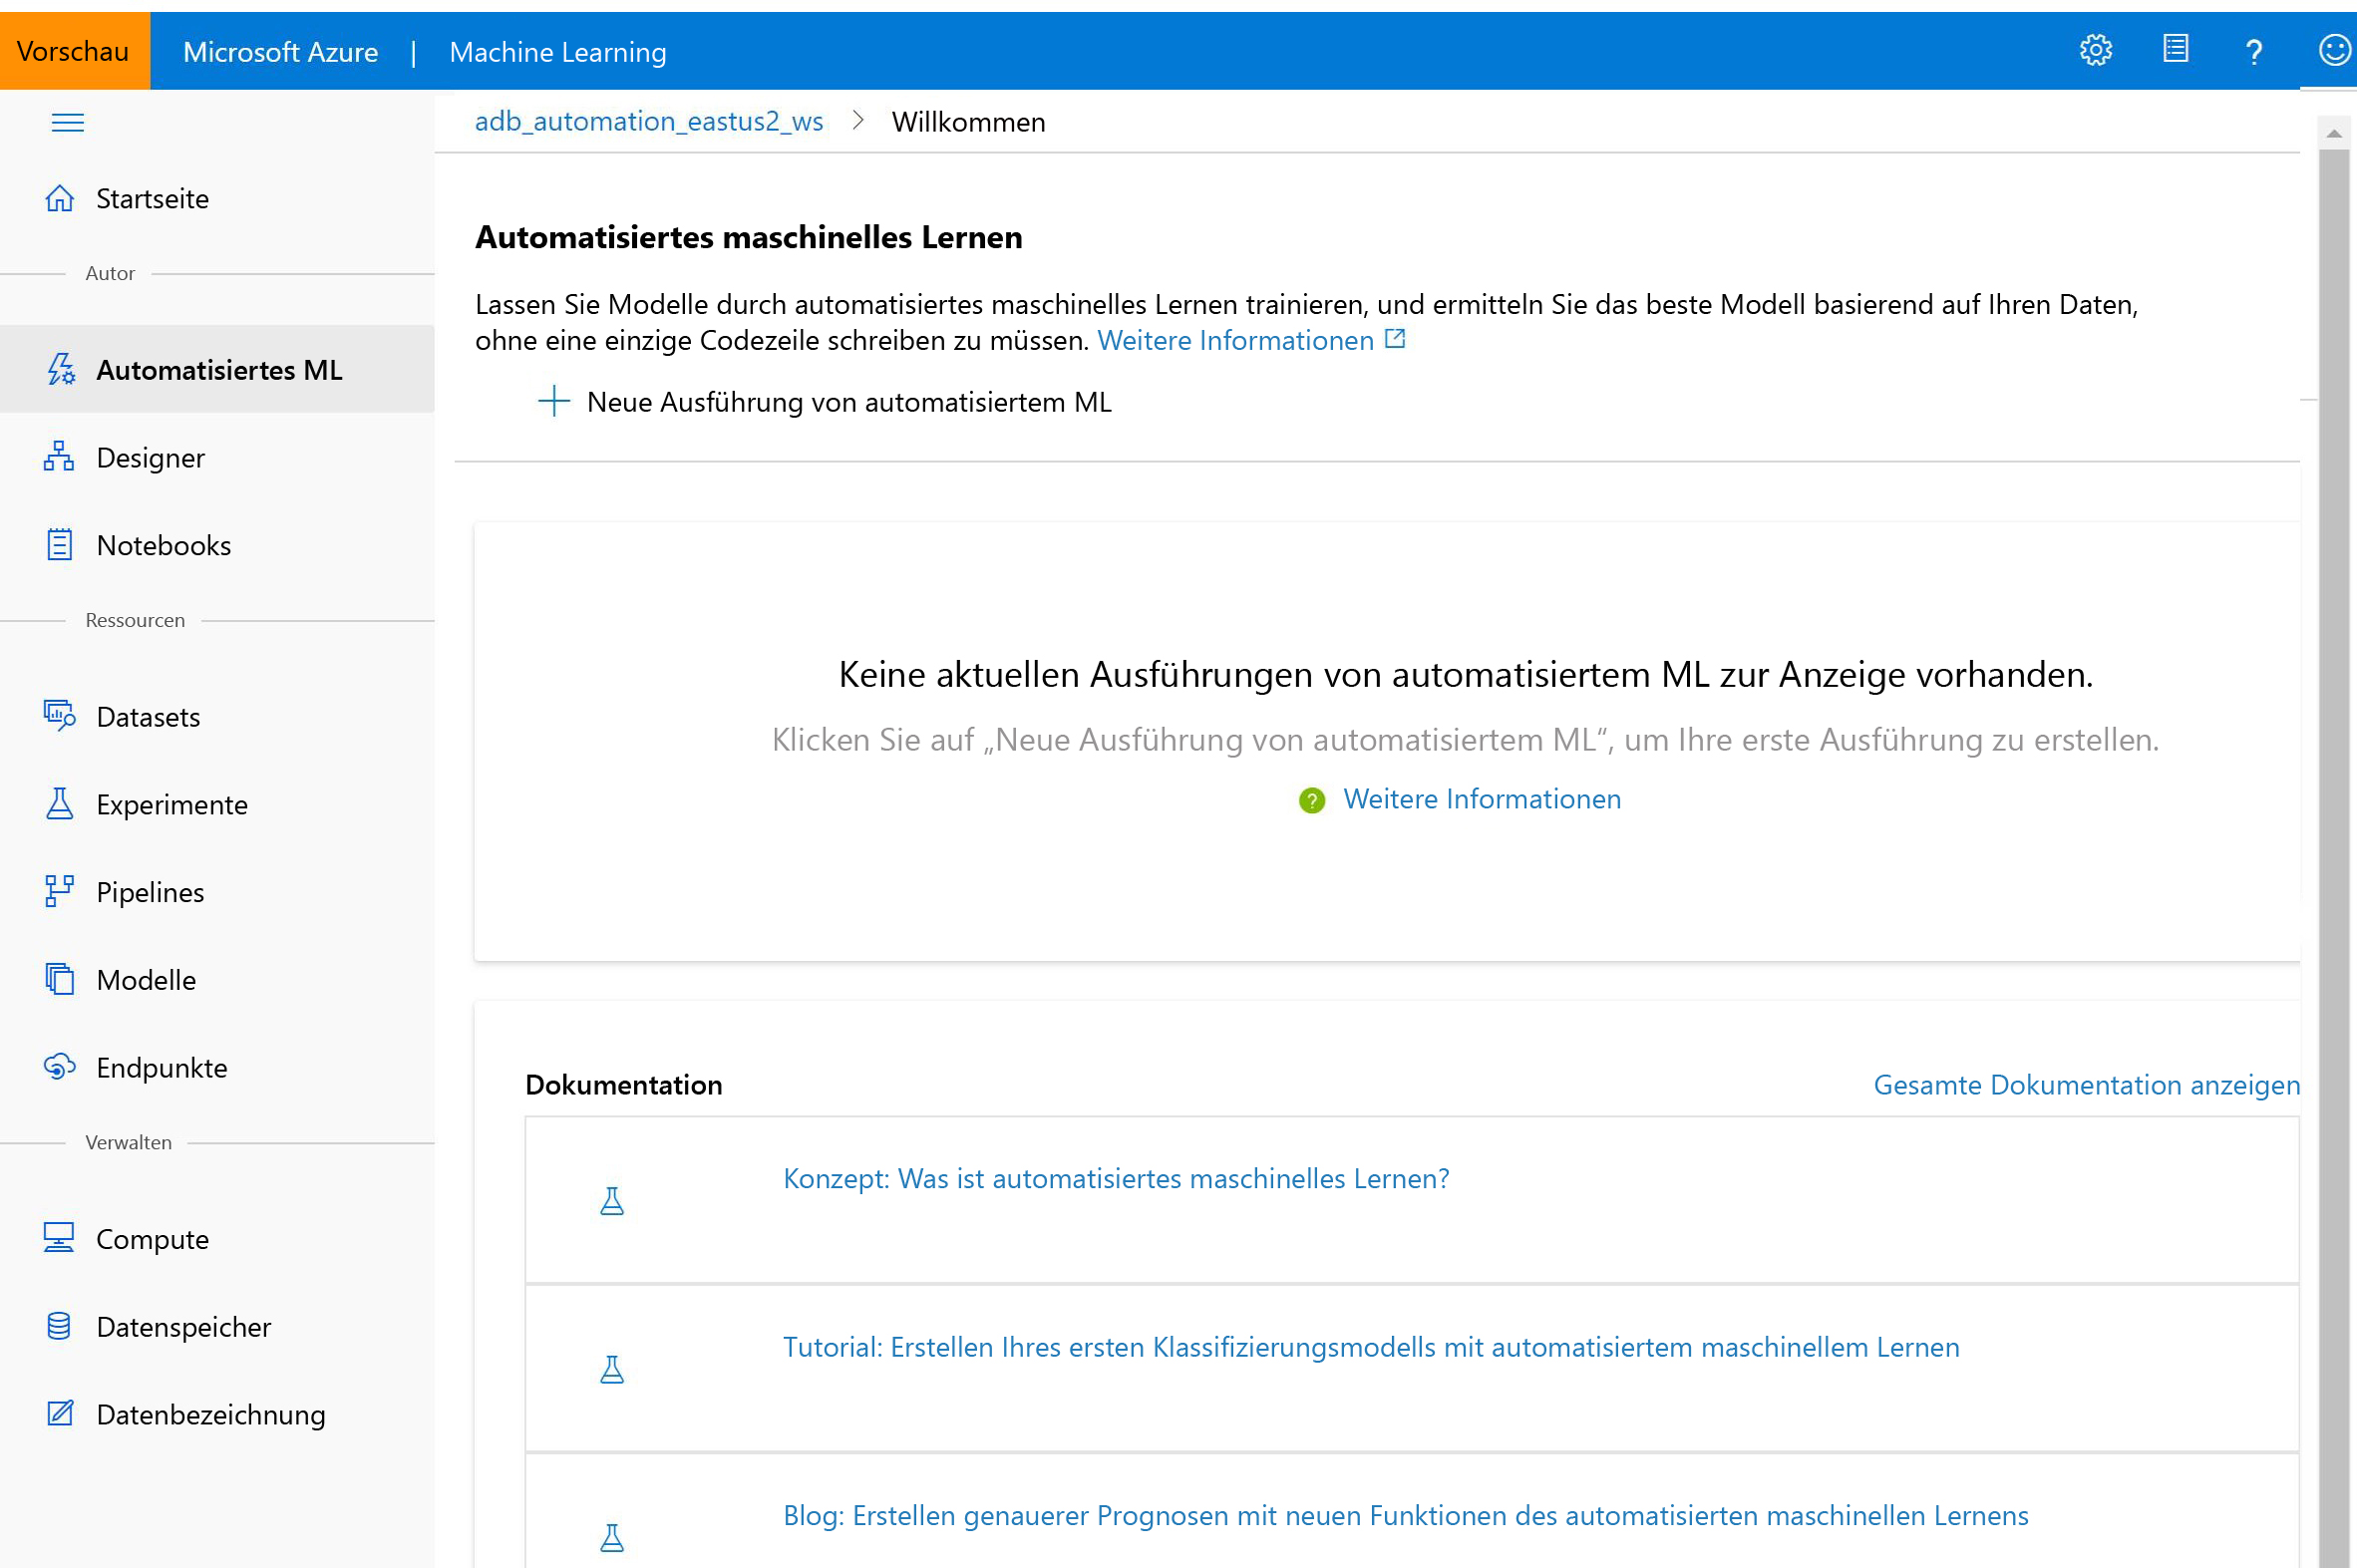 Vorschau
Microsoft Azure | Machine Learning
adb_automation_eastus2_ws > Willkommen
Startseite
Autor
Automatisiertes ML
Designer
Notebooks
Ressourcen
Datasets
Experimente
Pipelines
Modelle
Endpunkte
Verwalten
Compute
Datenspeicher
Datenbezeichnung
Automatisiertes maschinelles Lernen
Lassen Sie Modelle durch automatisiertes maschinelles Lernen trainieren, und ermitteln Sie das beste Modell basierend auf Ihren Daten,
ohne eine einzige Codezeile schreiben zu müssen. Weitere Informationen
Neue Ausführung von automatisiertem ML
Keine aktuellen Ausführungen von automatisiertem ML zur Anzeige vorhanden.
Klicken Sie auf „Neue Ausführung von automatisiertem ML“, um Ihre erste Ausführung zu erstellen.
Weitere Informationen
Dokumentation
Gesamte Dokumentation anzeigen
Konzept: Was ist automatisiertes maschinelles Lernen?
Tutorial: Erstellen Ihres ersten Klassifizierungsmodells mit automatisiertem maschinellem Lernen
Blog: Erstellen genauerer Prognosen mit neuen Funktionen des automatisierten maschinellen Lernens